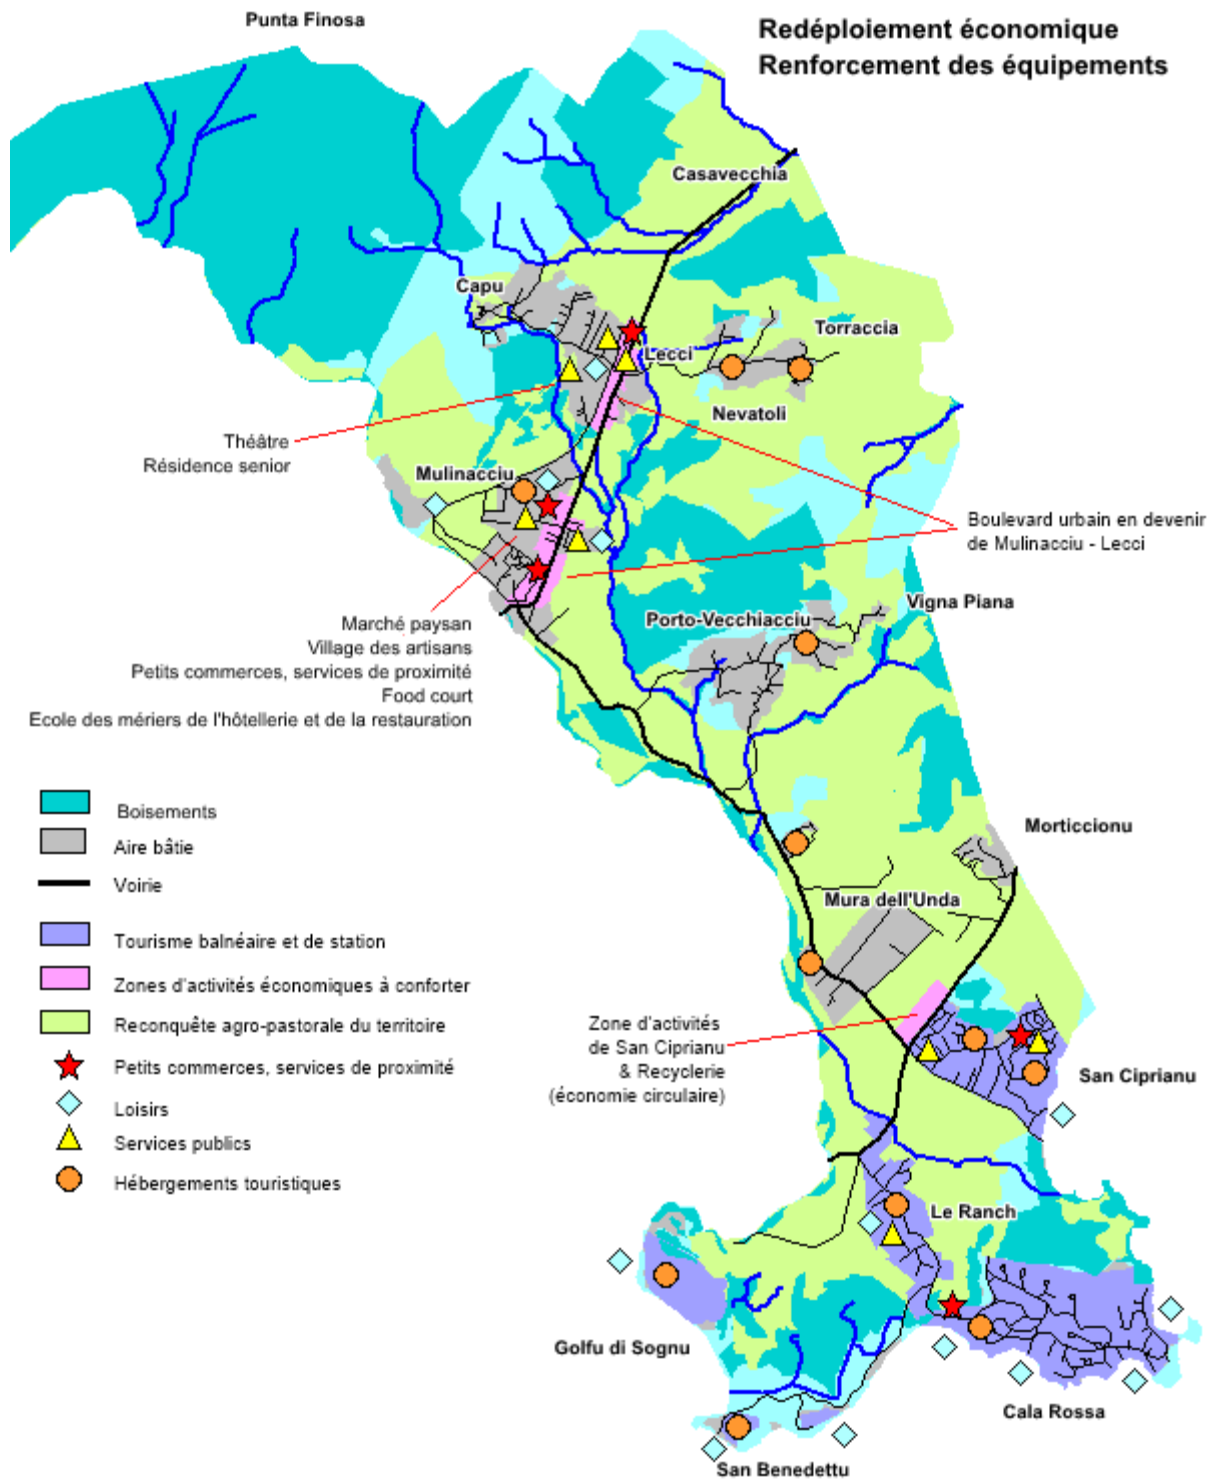 Punta Finosa
Redéploiement économique
Renforcement des équipements
Casavecchia
Capu
Torraccia
Lecci
Nevatoli
Théâtre
Résidence senior
Mulinacciu
Boulevard urbain en devenir
de Mulinacciu - Lecci
Vigna Piana
Porto-Vecchiacciu
Marché paysan
Village des artisans
Petits commerces, services de proximité
Food court
Ecole des mériers de l'hôtellerie et de la restauration
Boisements
Aire bâtie
Voirie
Tourisme balnéaire et de station
Zones d'activités économiques à conforter
Reconquête agro-pastorale du territoire
Petits commerces, services de proximité
Loisirs
Services publics
Hébergements touristiques
Morticcionu
Mura dell'Unda
Zone d'activités
de San Ciprianu
& Recyclerie
(économie circulaire)
San Ciprianu
Le Ranch
Golfu di Sognu
Cala Rossa
San Benedettu